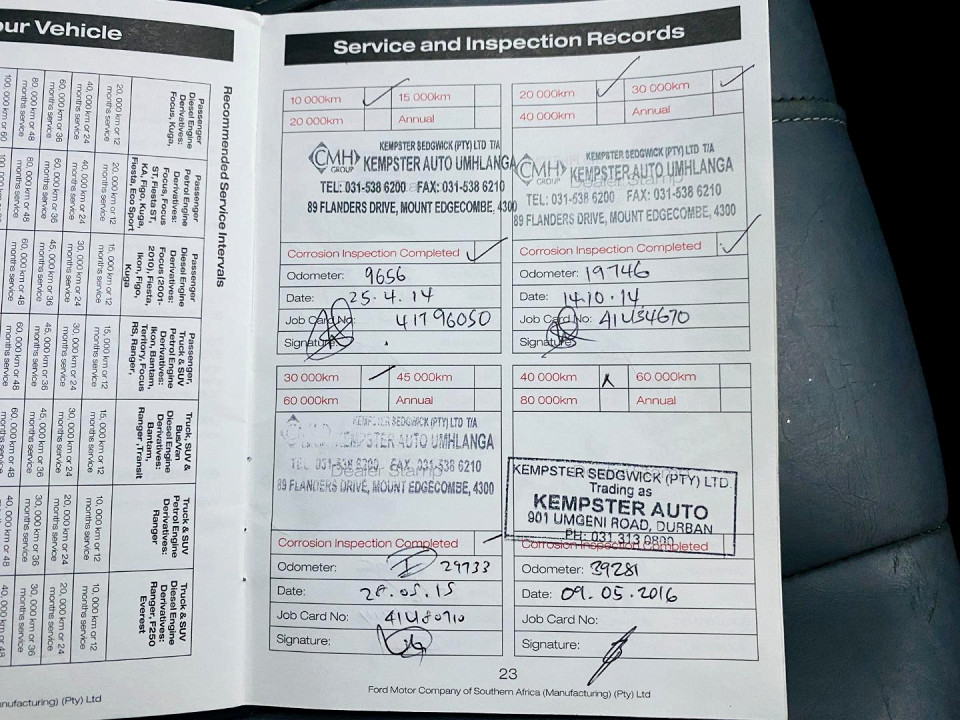 our Vehicle
Recommended Service Intervals
Passenger
Diesel Engine
Derivatives:
Focus, Kuga,
20, 000 km or 12
months service
40, 000 km or 24
months service
60, 000 km or 36
months service
80, 000 km or 48
months service
100, 000 km or 60
Passenger
Petrol Engine
Derivatives:
Focus, Focus
ST, Fiesta ST,
KA, Figo, Kuga,
Fiesta, Eco Sport
20, 000 km or 12
months service
40, 000 km or 24
months service
60, 000 km or 36
months service
80, 000 km or 48
months service
Passenger
Diesel Engine
Derivatives:
Focus (2001-
2010), Fiesta,
Ikon, Figo,
Kuga
15, 000 km or 12
months service
30, 000 km or 24
months service
45, 000 km or 36
months service
60, 000 km or 48
months service
Passenger,
Truck & SUV
Petrol Engine
Derivatives:
Ikon, Bantam,
Territory, Focus
RS, Ranger,
15, 000 km or 12
months service
30, 000 km or 24
months service
45, 000 km or 36
months service
60, 000 km or 48
months service
Truck, SUV &
Bus/Van
Diesel Engine
Derivatives:
Bantam,
Ranger, Transit
15, 000 km or 12
months service
30, 000 km or 24
months service
45, 000 km or 36
months service
60, 000 km or 48
months service
Truck & SUV
Petrol Engine
Derivatives:
Ranger
10, 000 km or 12
months service
20, 000 km or 24
months service
30, 000 km or 36
months service
40, 000 km or 48
months service
Truck & SUV
Diesel Engine
Derivatives:
Ranger, F250
Everest
10, 000 km or 12
months service
20, 000 km or 24
months service
30, 000 km or 36
months service
40, 000 km or 48
nufacturing) (Pty) Ltd
Service and Inspection Records
10 000km 15 000km
20 000km Annual
KEMPSTER SEDGWICK (PTY) LTD T/A
CMH GROUP KEMPSTER AUTO UMHLANGA
TEL: 031-538 6200 FAX: 031-538 6210
89 FLANDERS DRIVE, MOUNT EDGECOMBE, 4300
Corrosion Inspection Completed
Odometer: 9656
Date: 25.4.14
Job Card No: 41796050
Signature:
20 000km 30 000km
40 000km Annual
KEMPSTER SEDGWICK (PTY) LTD T/A
CMH GROUP KEMPSTER AUTO UMHLANGA
Dealer Stamp
TEL: 031-538 6200 FAX: 031-538 6210
89 FLANDERS DRIVE, MOUNT EDGECOMBE, 4300
Corrosion Inspection Completed
Odometer: 19746
Date: 14.10.14
Job Card No: 41U34670
Signature:
30 000km 45 000km
60 000km Annual
KEMPSTER SEDGWICK (PTY) LTD T/A
KEMPSTER AUTO UMHLANGA
TEL 031-538 6200 FAX 031-538 6210
Dealer Stamp
89 FLANDERS DRIVE, MOUNT EDGECOMBE, 4300
Corrosion Inspection Completed
Odometer: 29733
Date: 28.05.15
Job Card No:
Signature:
40 000km 60 000km
80 000km Annual
KEMPSTER SEDGWICK (PTY) LTD.
Trading as
KEMPSTER AUTO
901 UMGENI ROAD, DURBAN
PH: 031 313 0800
Corrosion Inspection Completed
Odometer: 39281
Date: 09.05.2016
Job Card No:
Signature:
23
Ford Motor Company of Southern Africa (Manufacturing) (Pty) Ltd